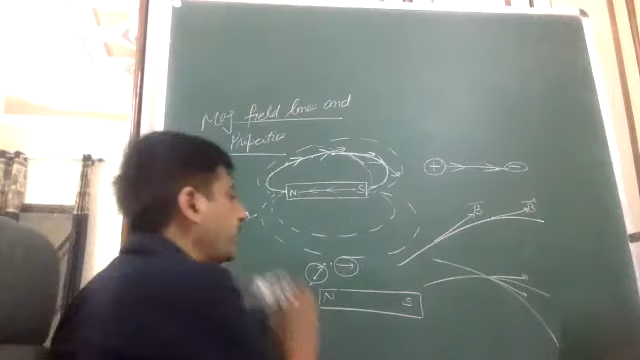 Mag field lines and
Properties
N S
+ -
B B
N S